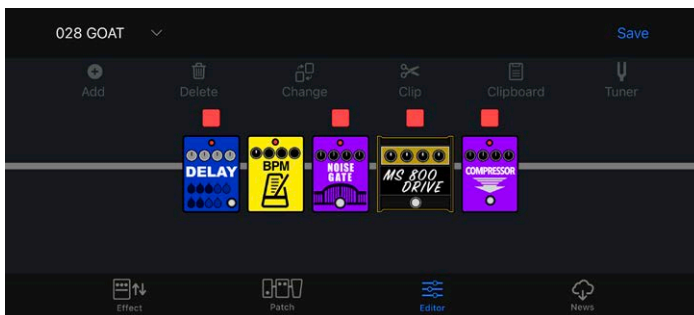 028 GOAT
Save
Add
Delete
Change
Clip
Clipboard
Tuner
DELAY
BPM
NOISE
GATE
MS 800
DRIVE
COMPRESSOR
Effect
Patch
Editor
News